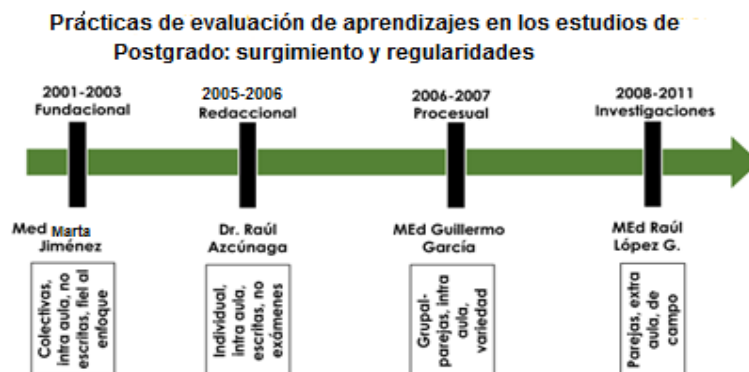 Prácticas de evaluación de aprendizajes en los estudios de
Postgrado: surgimiento y regularidades
2001-2003
Fundacional
2005-2006
Redaccional
2006-2007
Procesual
2008-2011
Investigaciones
Med Marta
Jiménez
Dr. Raúl
Azcúnaga
MEd Guillermo
García
MEd Raúl
López G.
Colectivas,
intra aula, no
escritas, fiel al
enfoque
Individual,
intra aula,
escritas, no
exámenes
Grupal-
parejas, intra
aula,
variedad
Parejas, extra
aula, de
campo